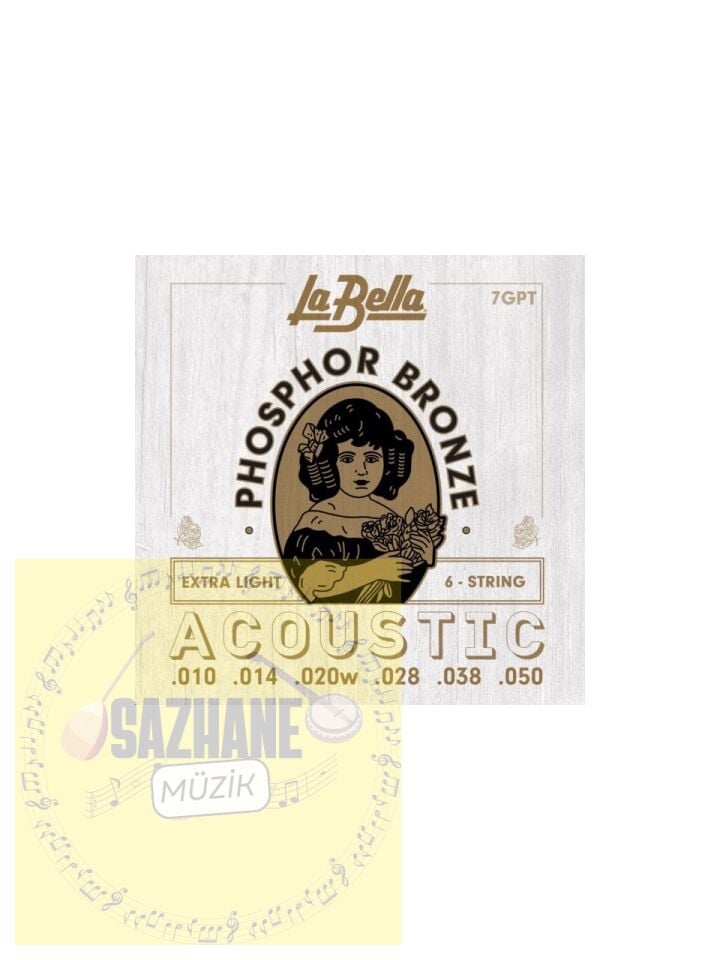 La Bella
7GPT
PHOSPHOR BRONZE
EXTRA LIGHT
6 - STRING
ACOUSTIC
.010 .014 .020w .028 .038 .050
SAZHANE
MÜZİK